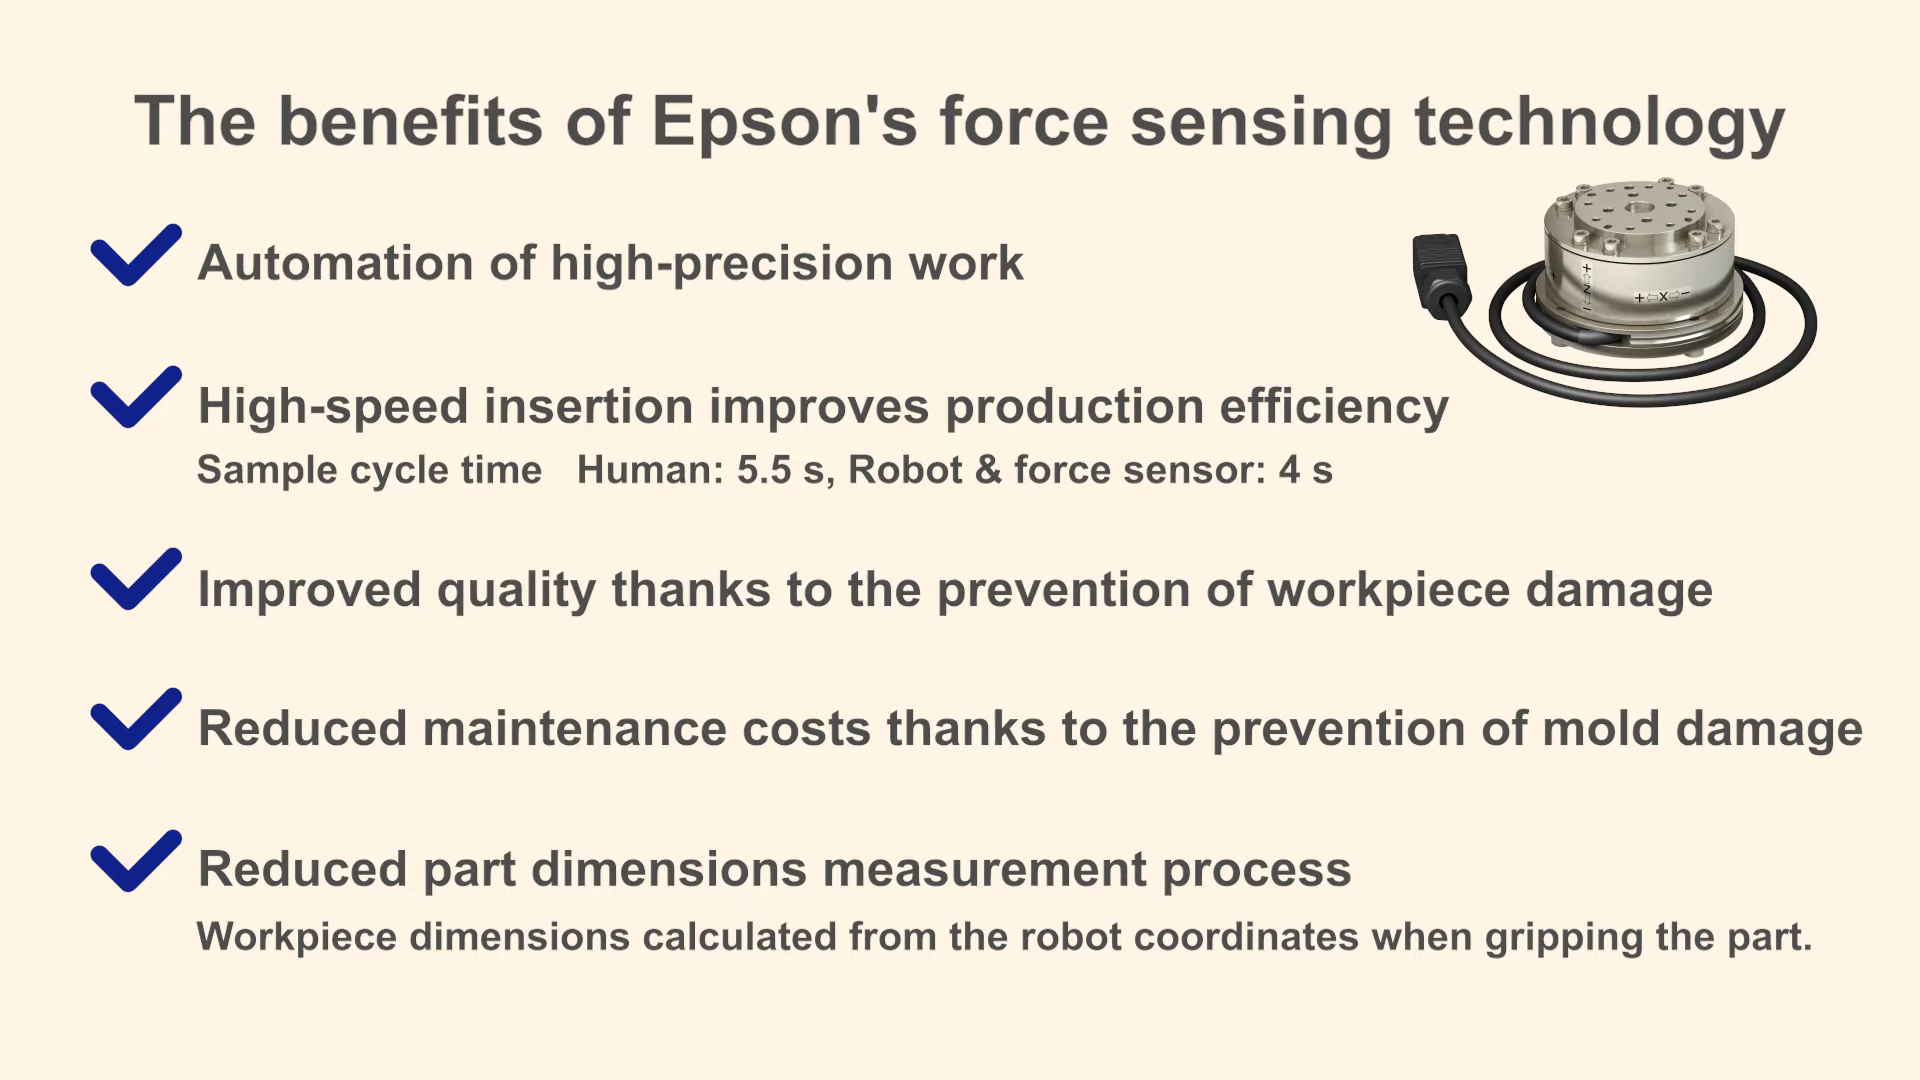 The benefits of Epson's force sensing technology
Automation of high-precision work
High-speed insertion improves production efficiency
Sample cycle time Human: 5.5 s, Robot & force sensor: 4 s
Improved quality thanks to the prevention of workpiece damage
Reduced maintenance costs thanks to the prevention of mold damage
Reduced part dimensions measurement process
Workpiece dimensions calculated from the robot coordinates when gripping the part.
+⇦Z⇨−
+⇦X⇨−